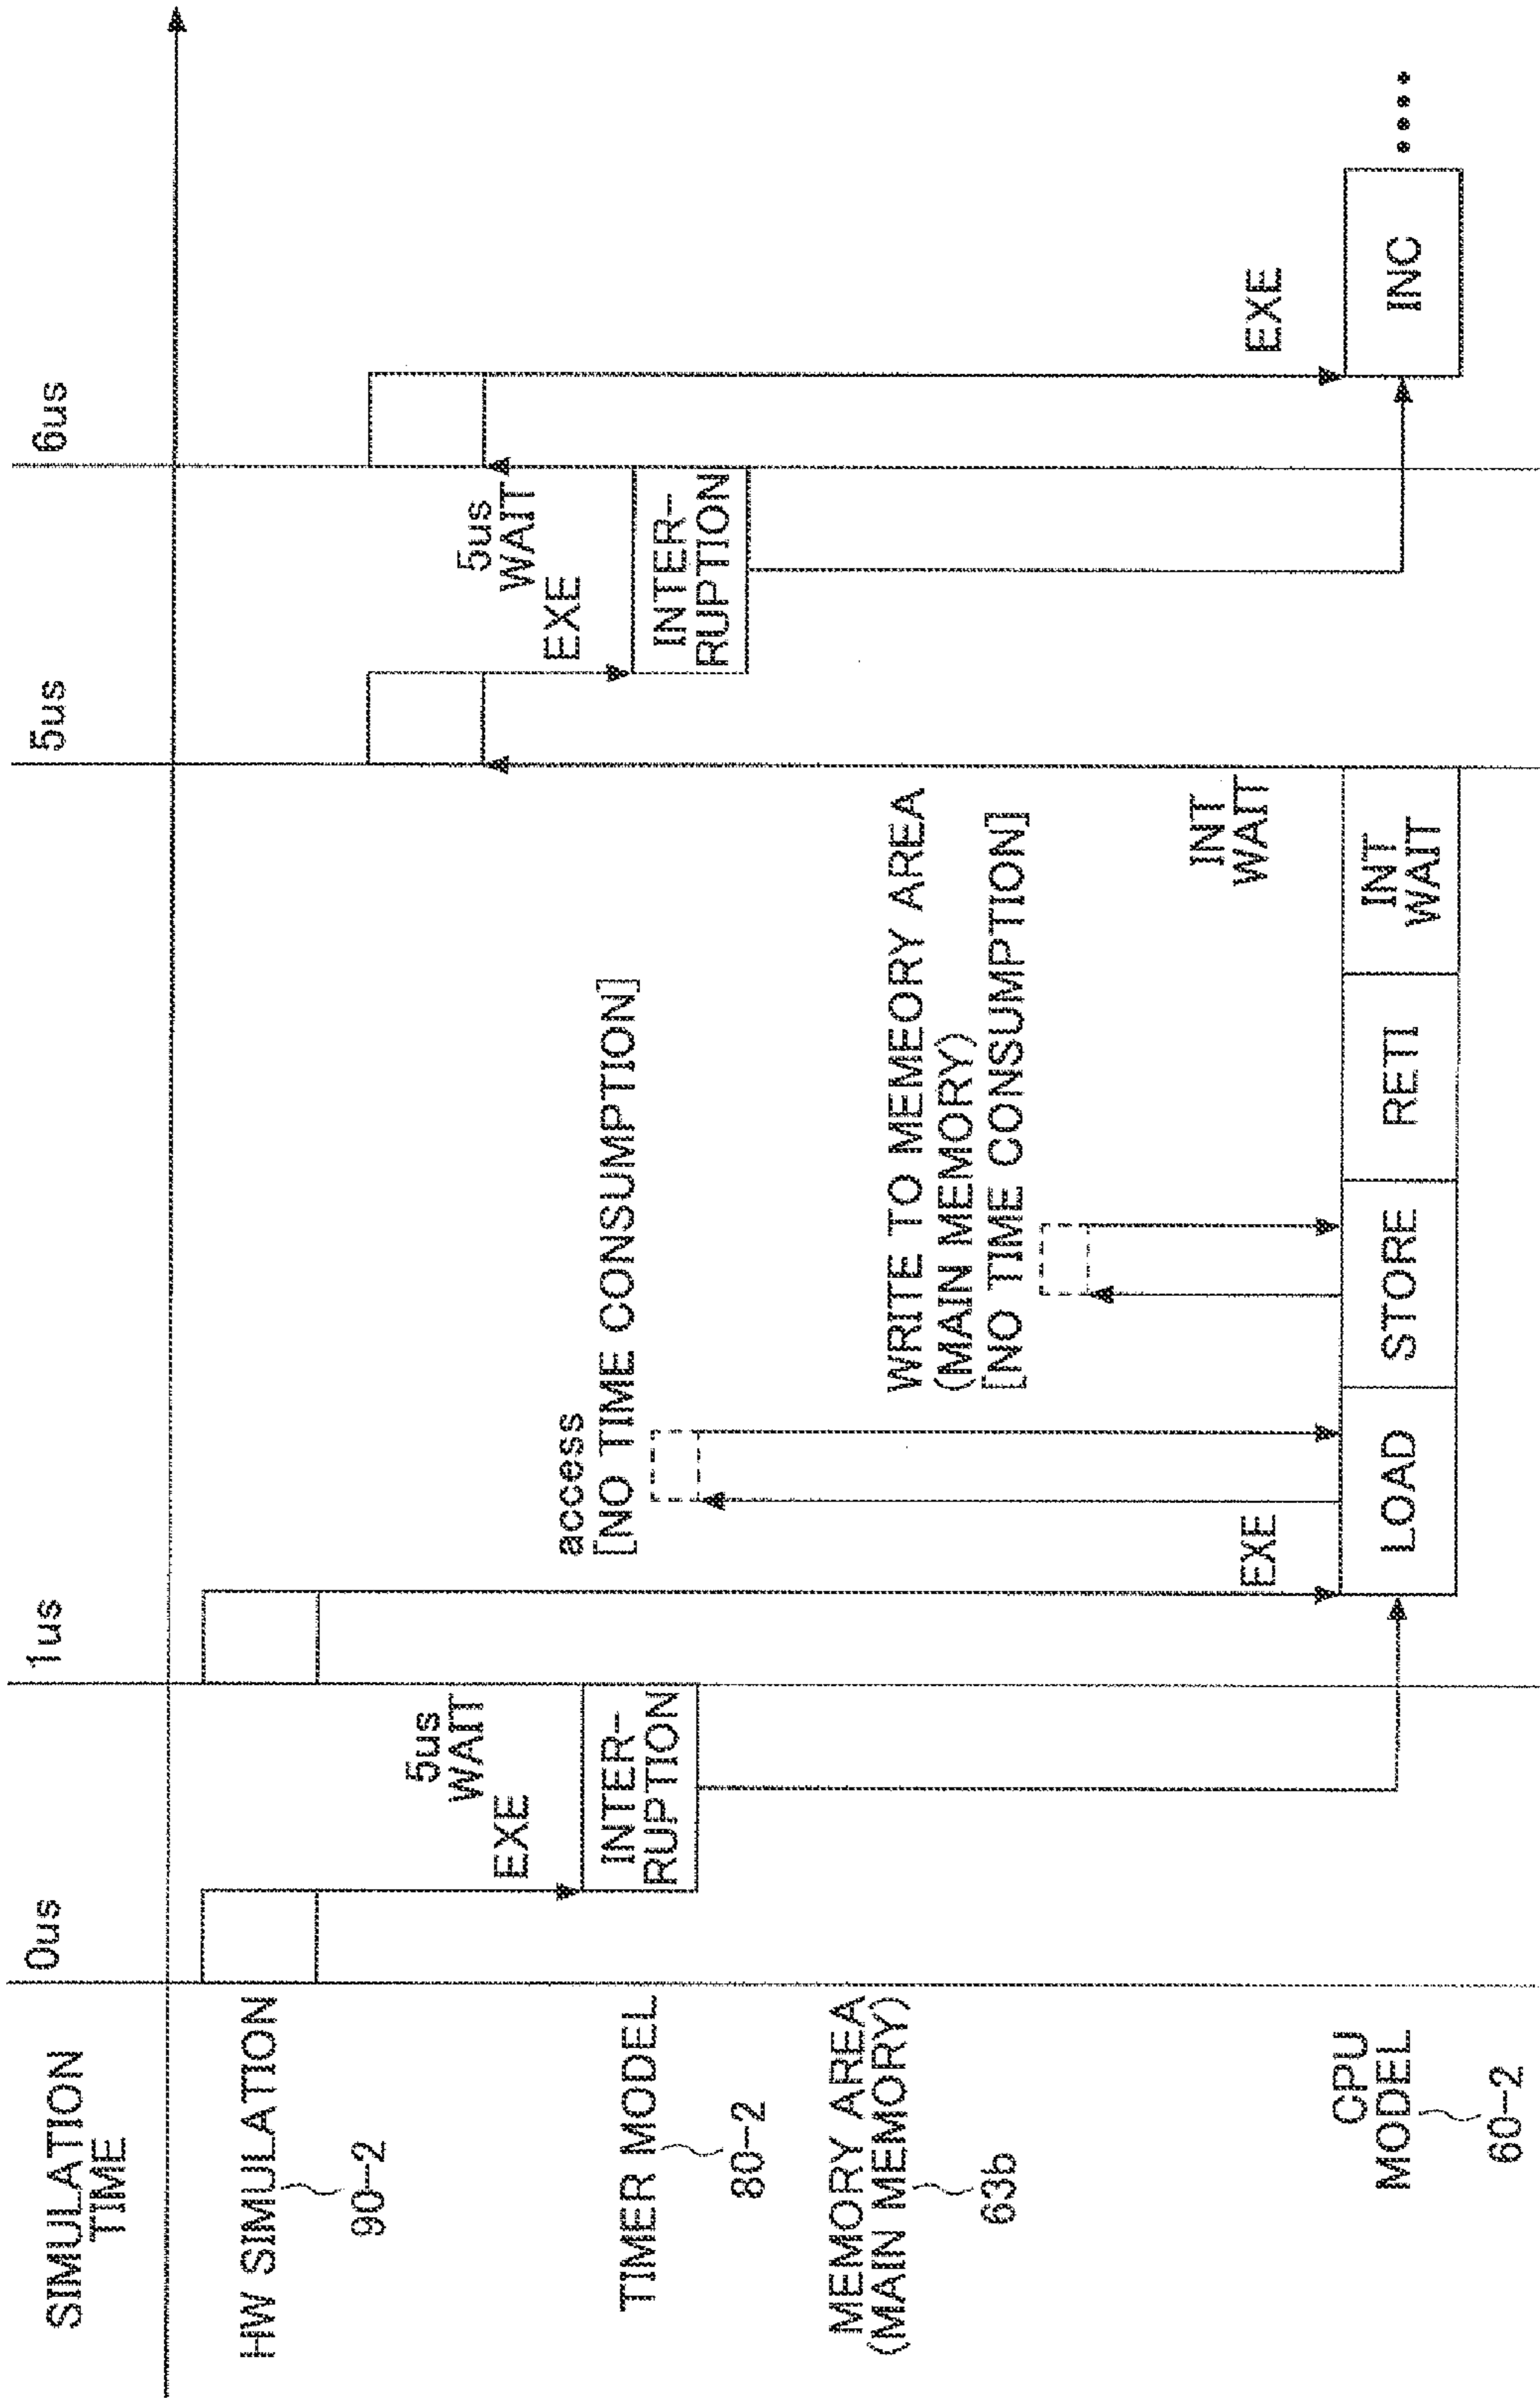 SIMULATION
TIME
0us
1us
5us
6us
HW SIMULATION
90-2
5us
WAIT
EXE
5us
WAIT
EXE
TIMER MODEL
80-2
INTER-
RUPTION
access
[NO TIME CONSUMPTION]
INTER-
RUPTION
MEMORY AREA
(MAIN MEMORY)
63b
WRITE TO MEMEORY AREA
(MAIN MEMORY)
[NO TIME CONSUMPTION]
CPU
MODEL
60-2
EXE
INT
WAIT
EXE
LOAD
STORE
RETI
INT
WAIT
INC